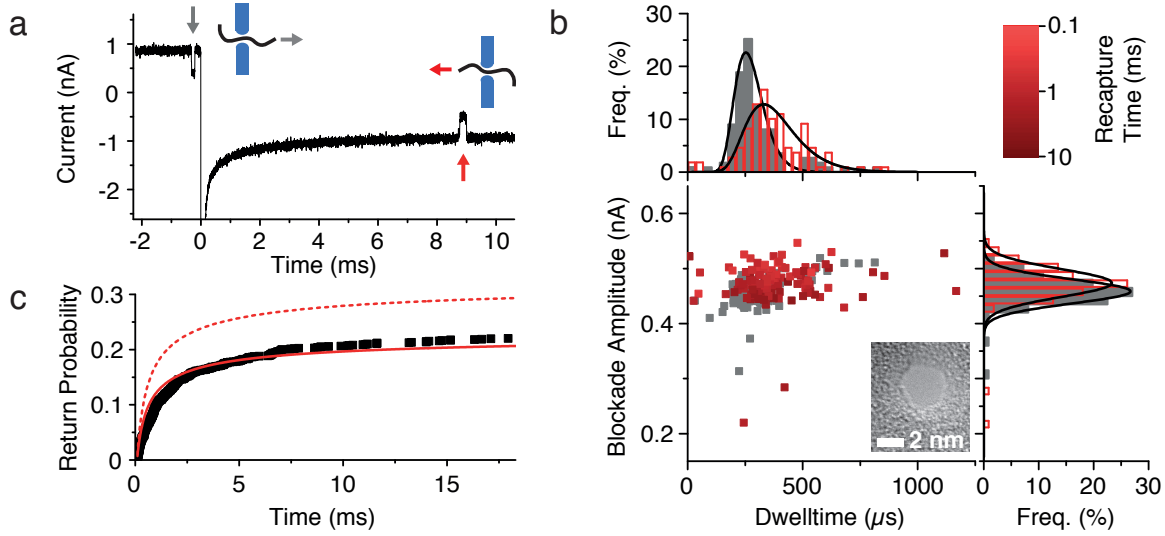 a
Current (nA)
1
0
-1
-2
-2 0 2 4 6 8 10
Time (ms)
b
Freq. (%)
30
20
10
0
0.1
1
10
Recapture
Time (ms)
Blockade Amplitude (nA)
0.6
0.4
0.2
2 nm
0 500 1000
Dwelltime (µs)
0 10 20 30
Freq. (%)
c
Return Probability
0.3
0.2
0.1
0
0 5 10 15
Time (ms)